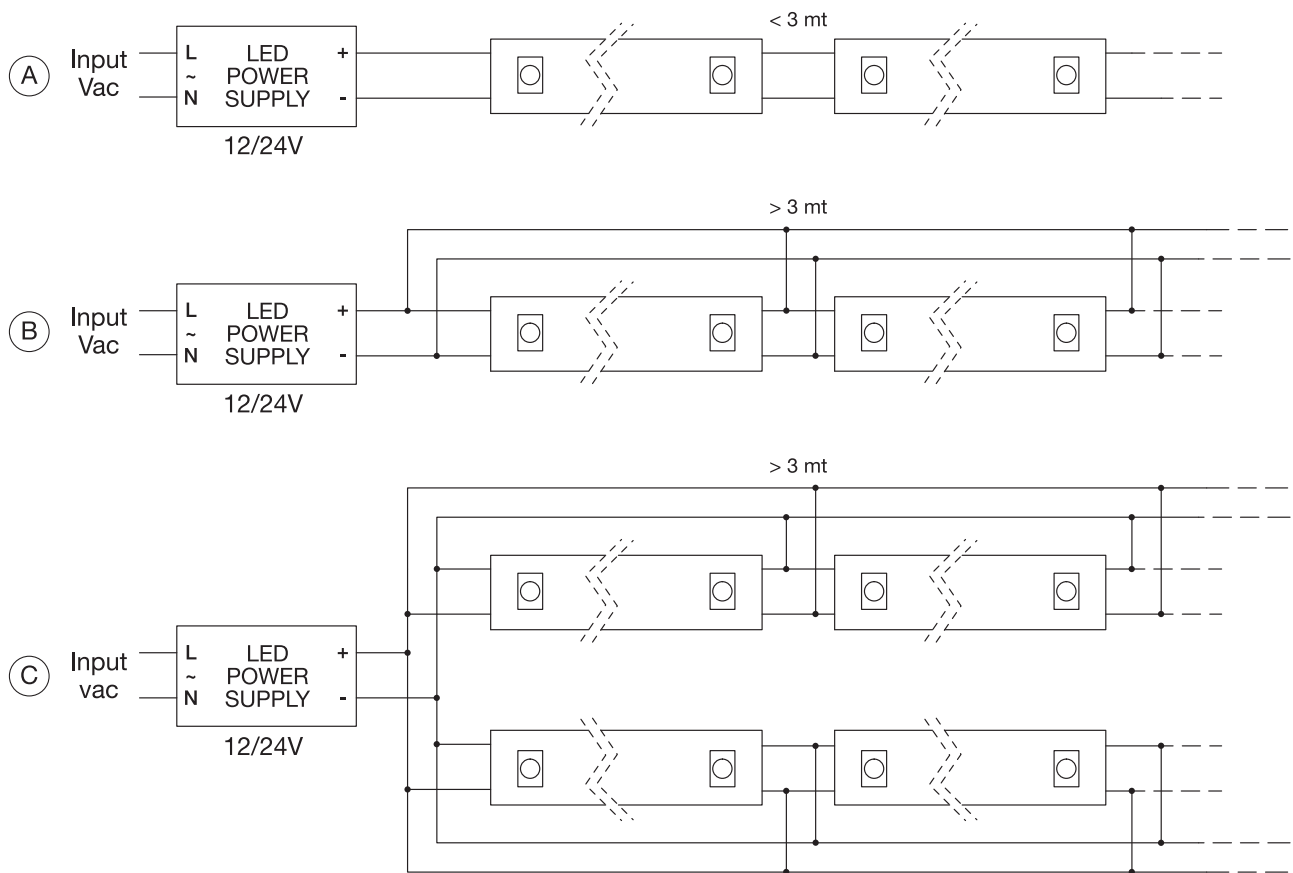 < 3 mt
A
Input
Vac
L
~
N
LED
POWER
SUPPLY
+
-
12/24V
> 3 mt
B
Input
Vac
L
~
N
LED
POWER
SUPPLY
+
-
12/24V
> 3 mt
C
Input
vac
L
~
N
LED
POWER
SUPPLY
+
-
12/24V